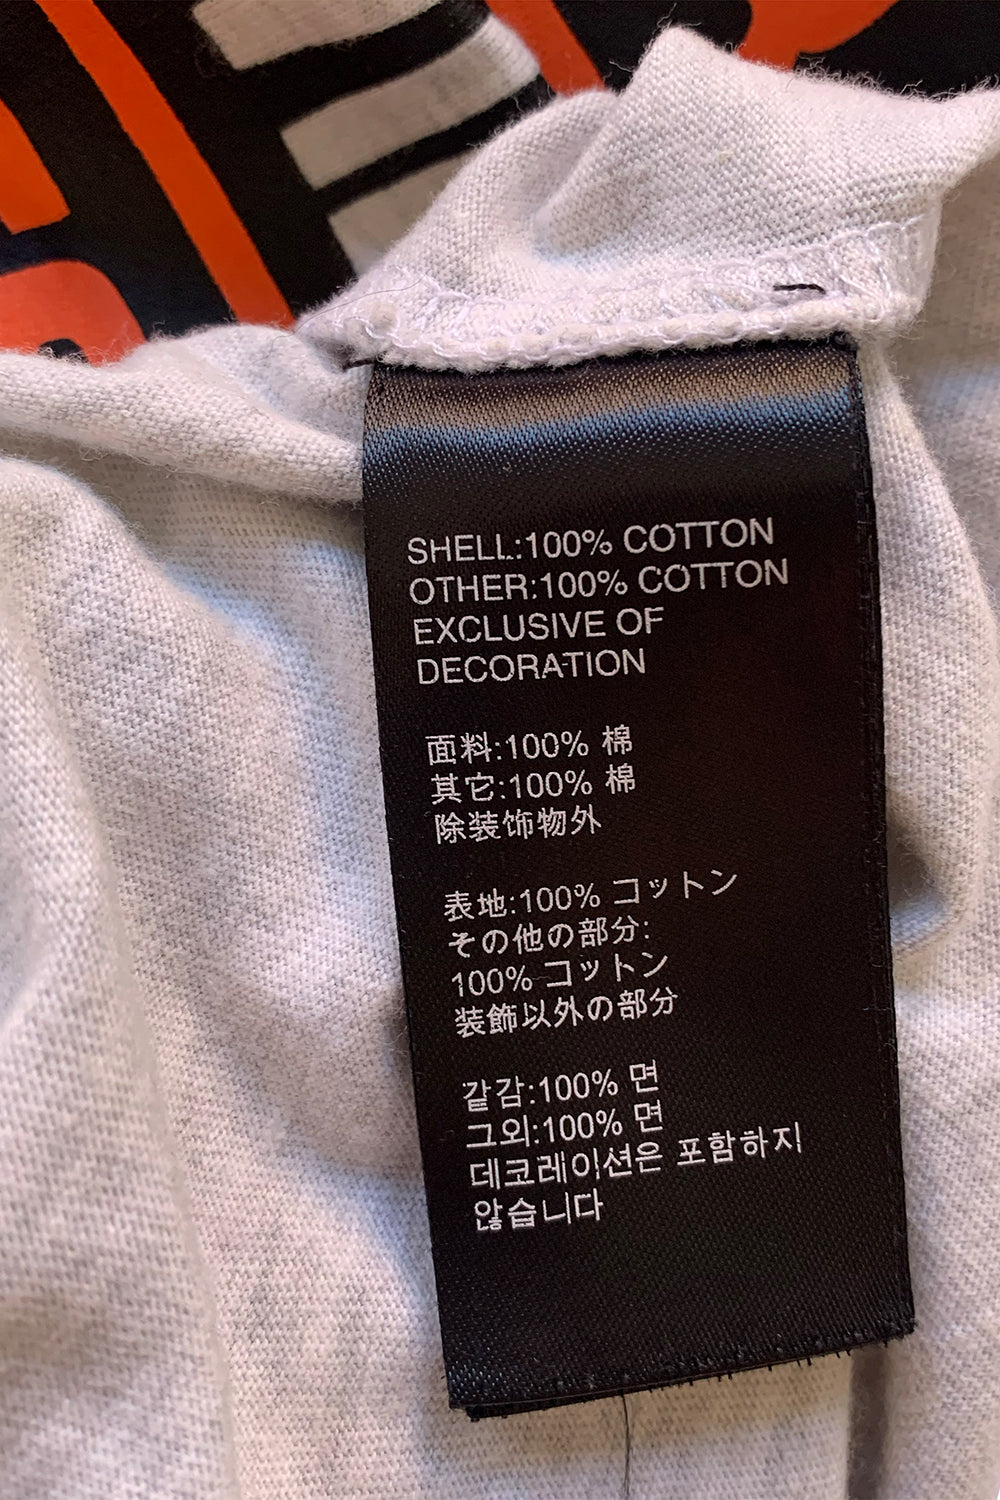 SHELL:100% COTTON
OTHER:100% COTTON
EXCLUSIVE OF
DECORATION
面料:100% 棉
其它:100% 棉
除装饰物外
表地:100% コットン
その他の部分:
100% コットン
装飾以外の部分
겉감:100% 면
그외:100% 면
데코레이션은 포함하지
않습니다